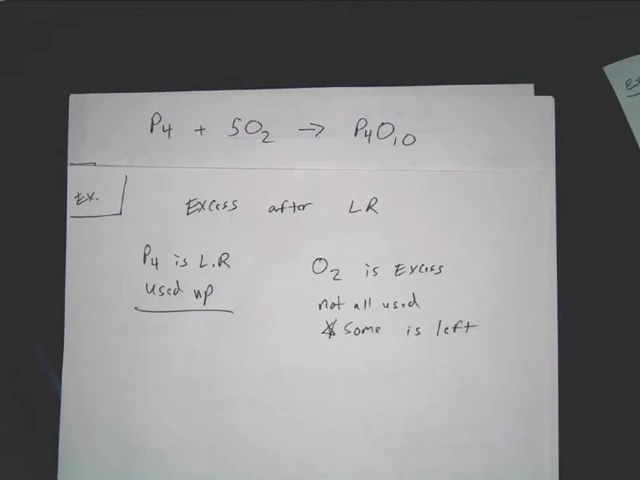 P4 + 5O2 → P4O10
Ex.
Excess after L.R
P4 is L.R
used up
O2 is Excess
not all used
* Some is left
Ex